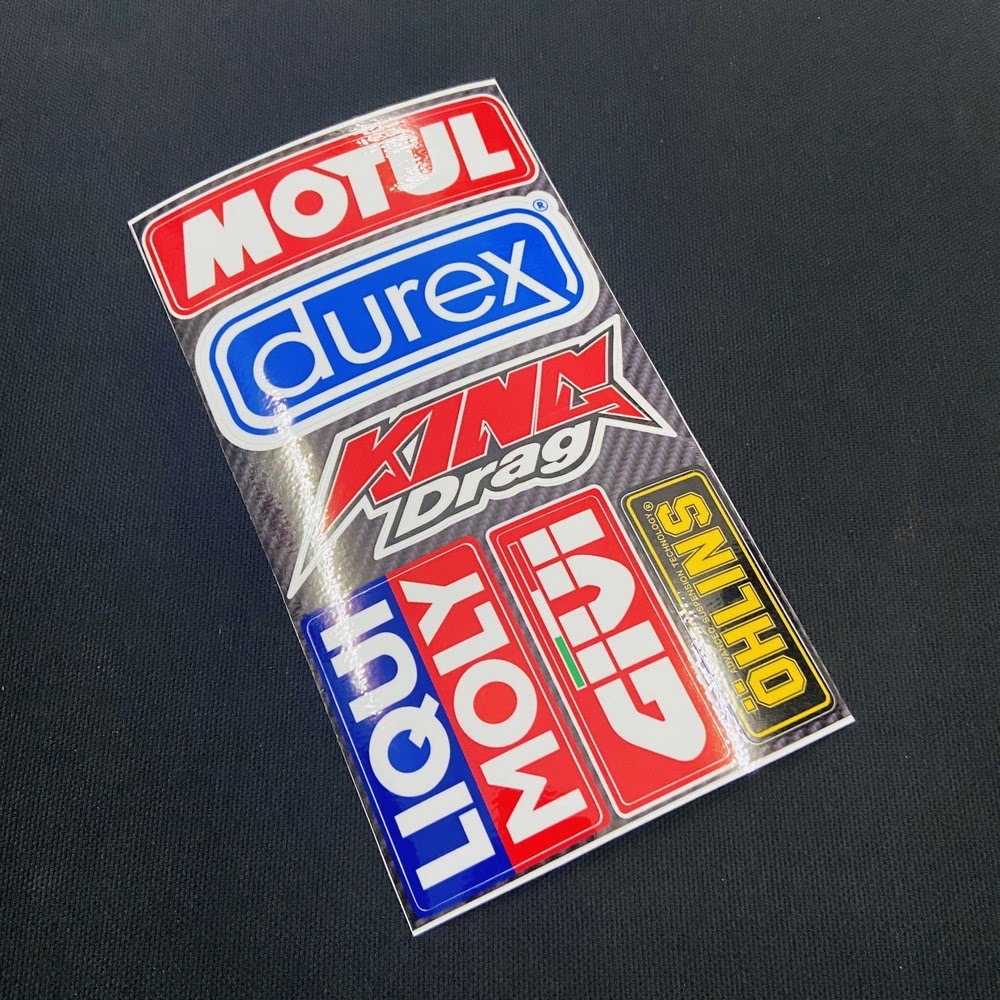 MOTUL
durex®
KING
Drag
LIQUI
MOLY
GIVI
ÖHLINS
ADVANCED SUSPENSION TECHNOLOGY®